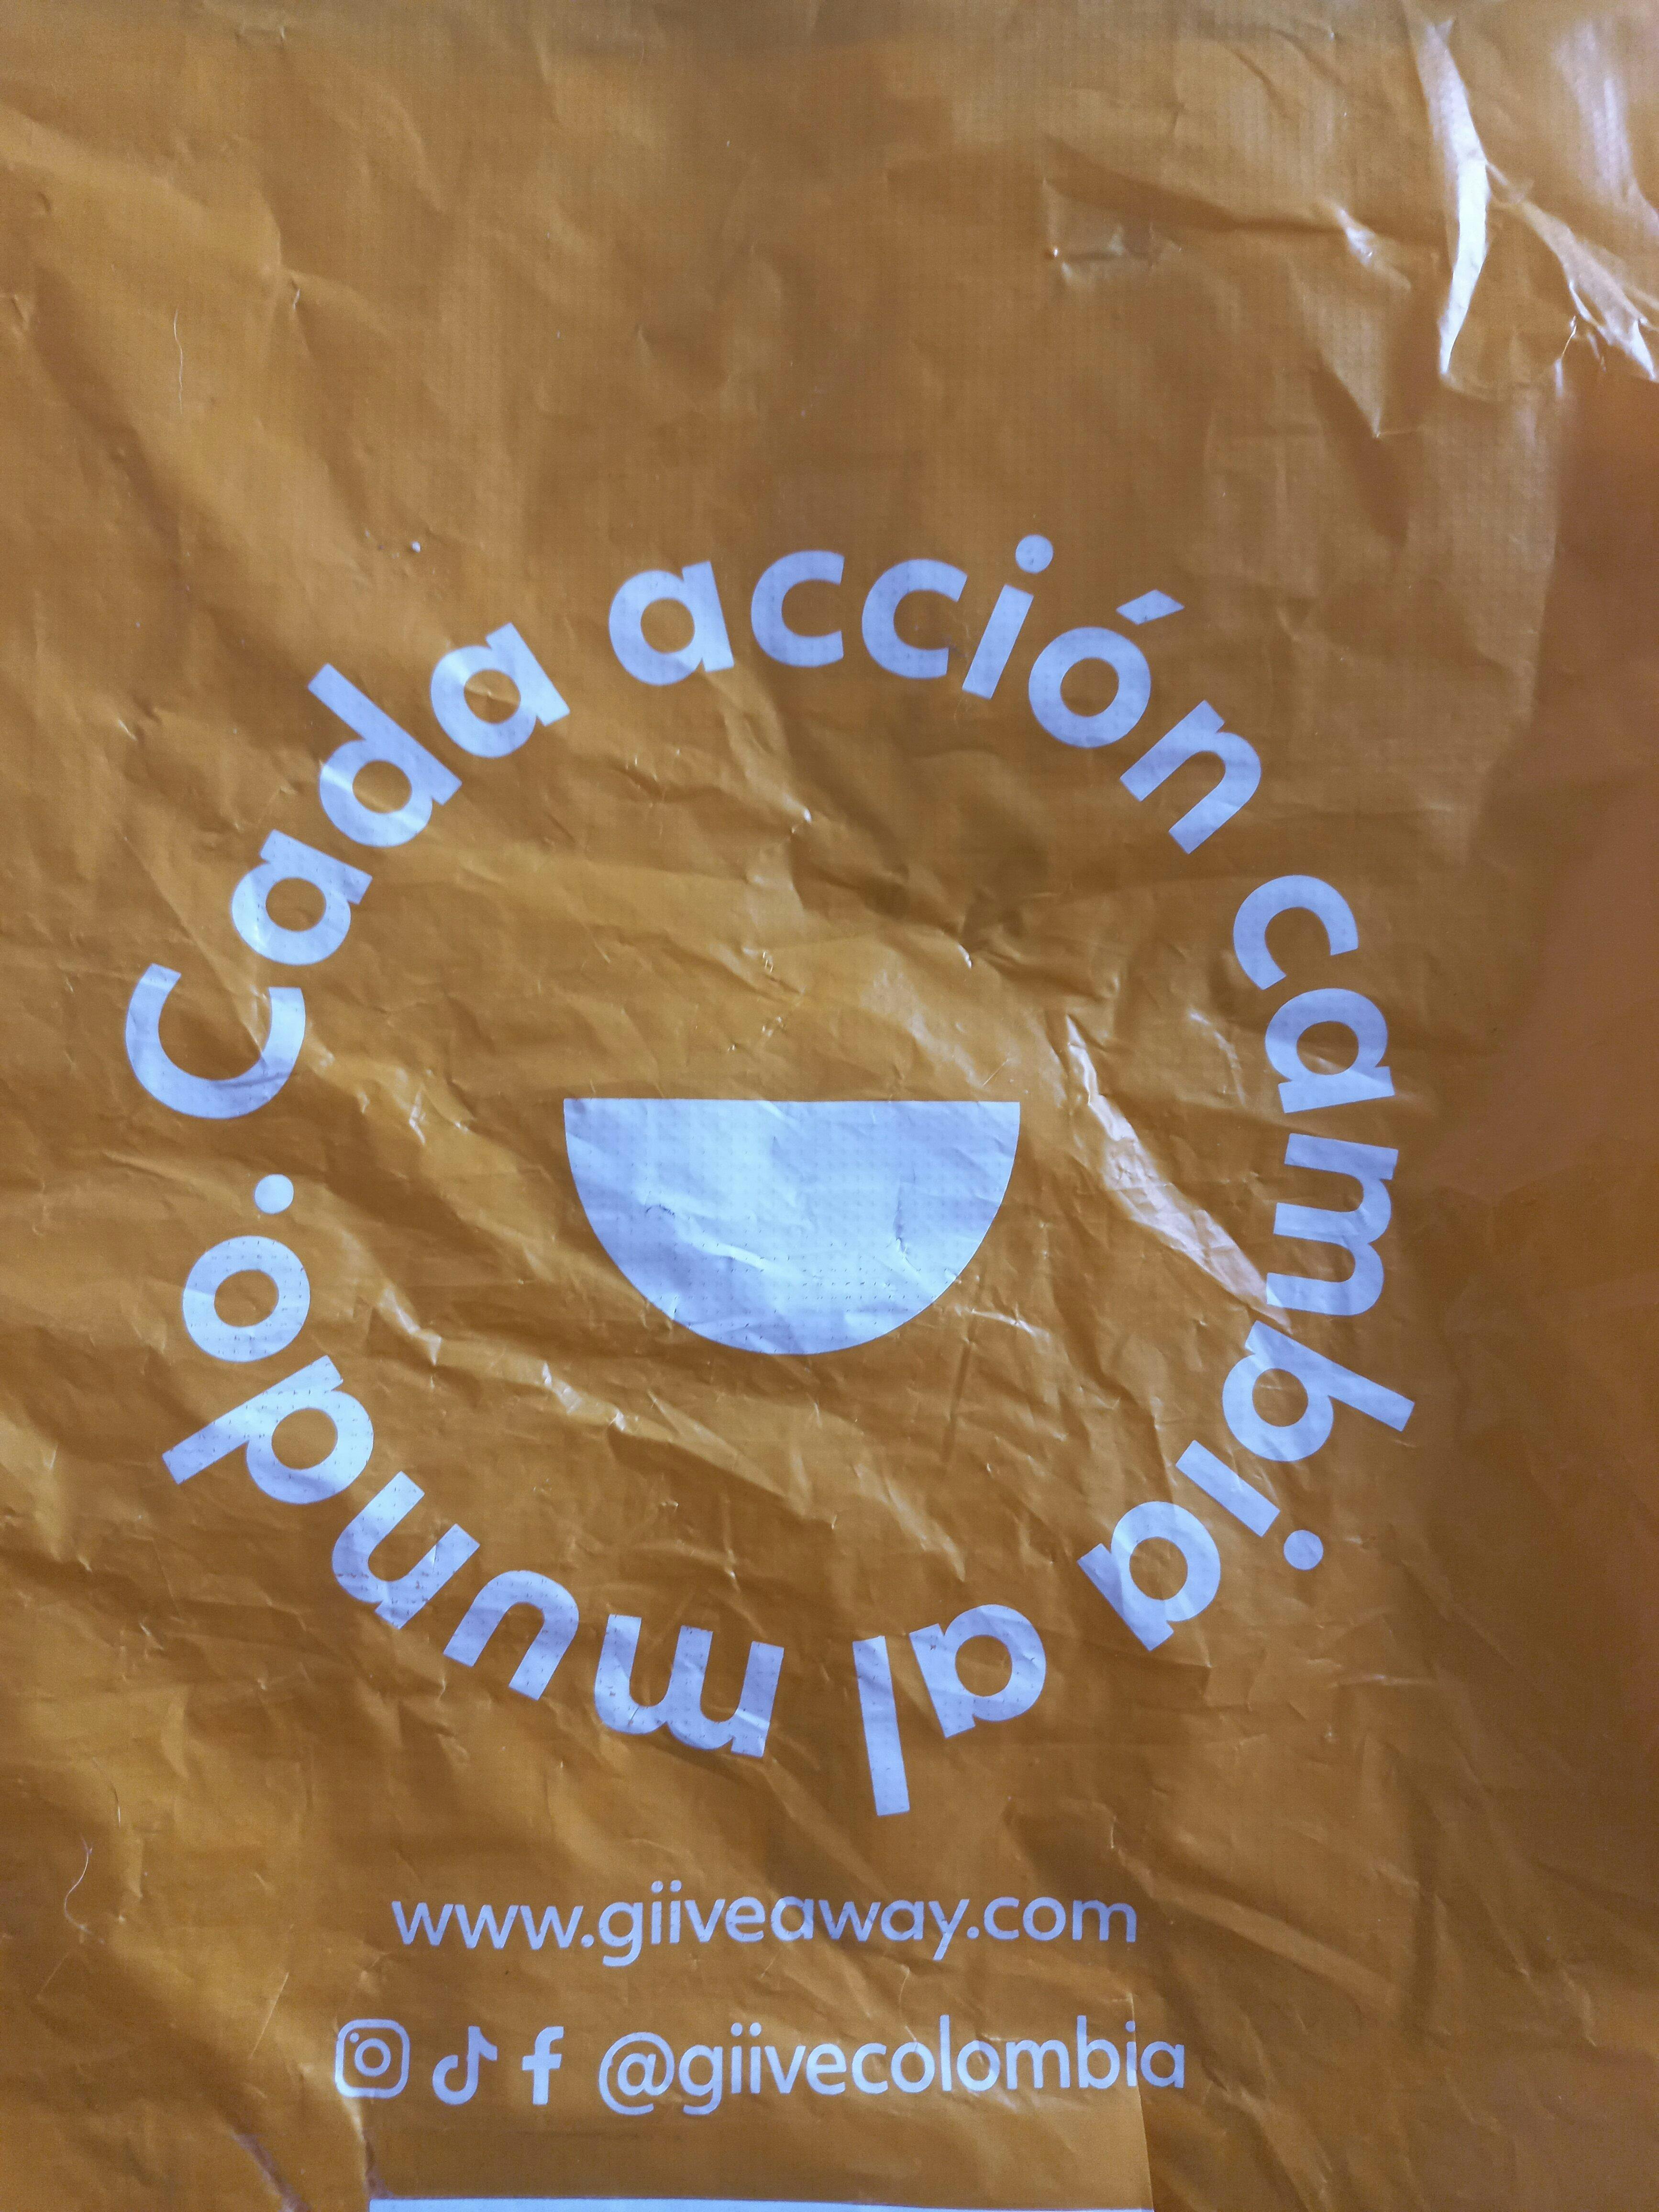 Cada acción cambia al mundo.
www.giiveaway.com
@giivecolombia